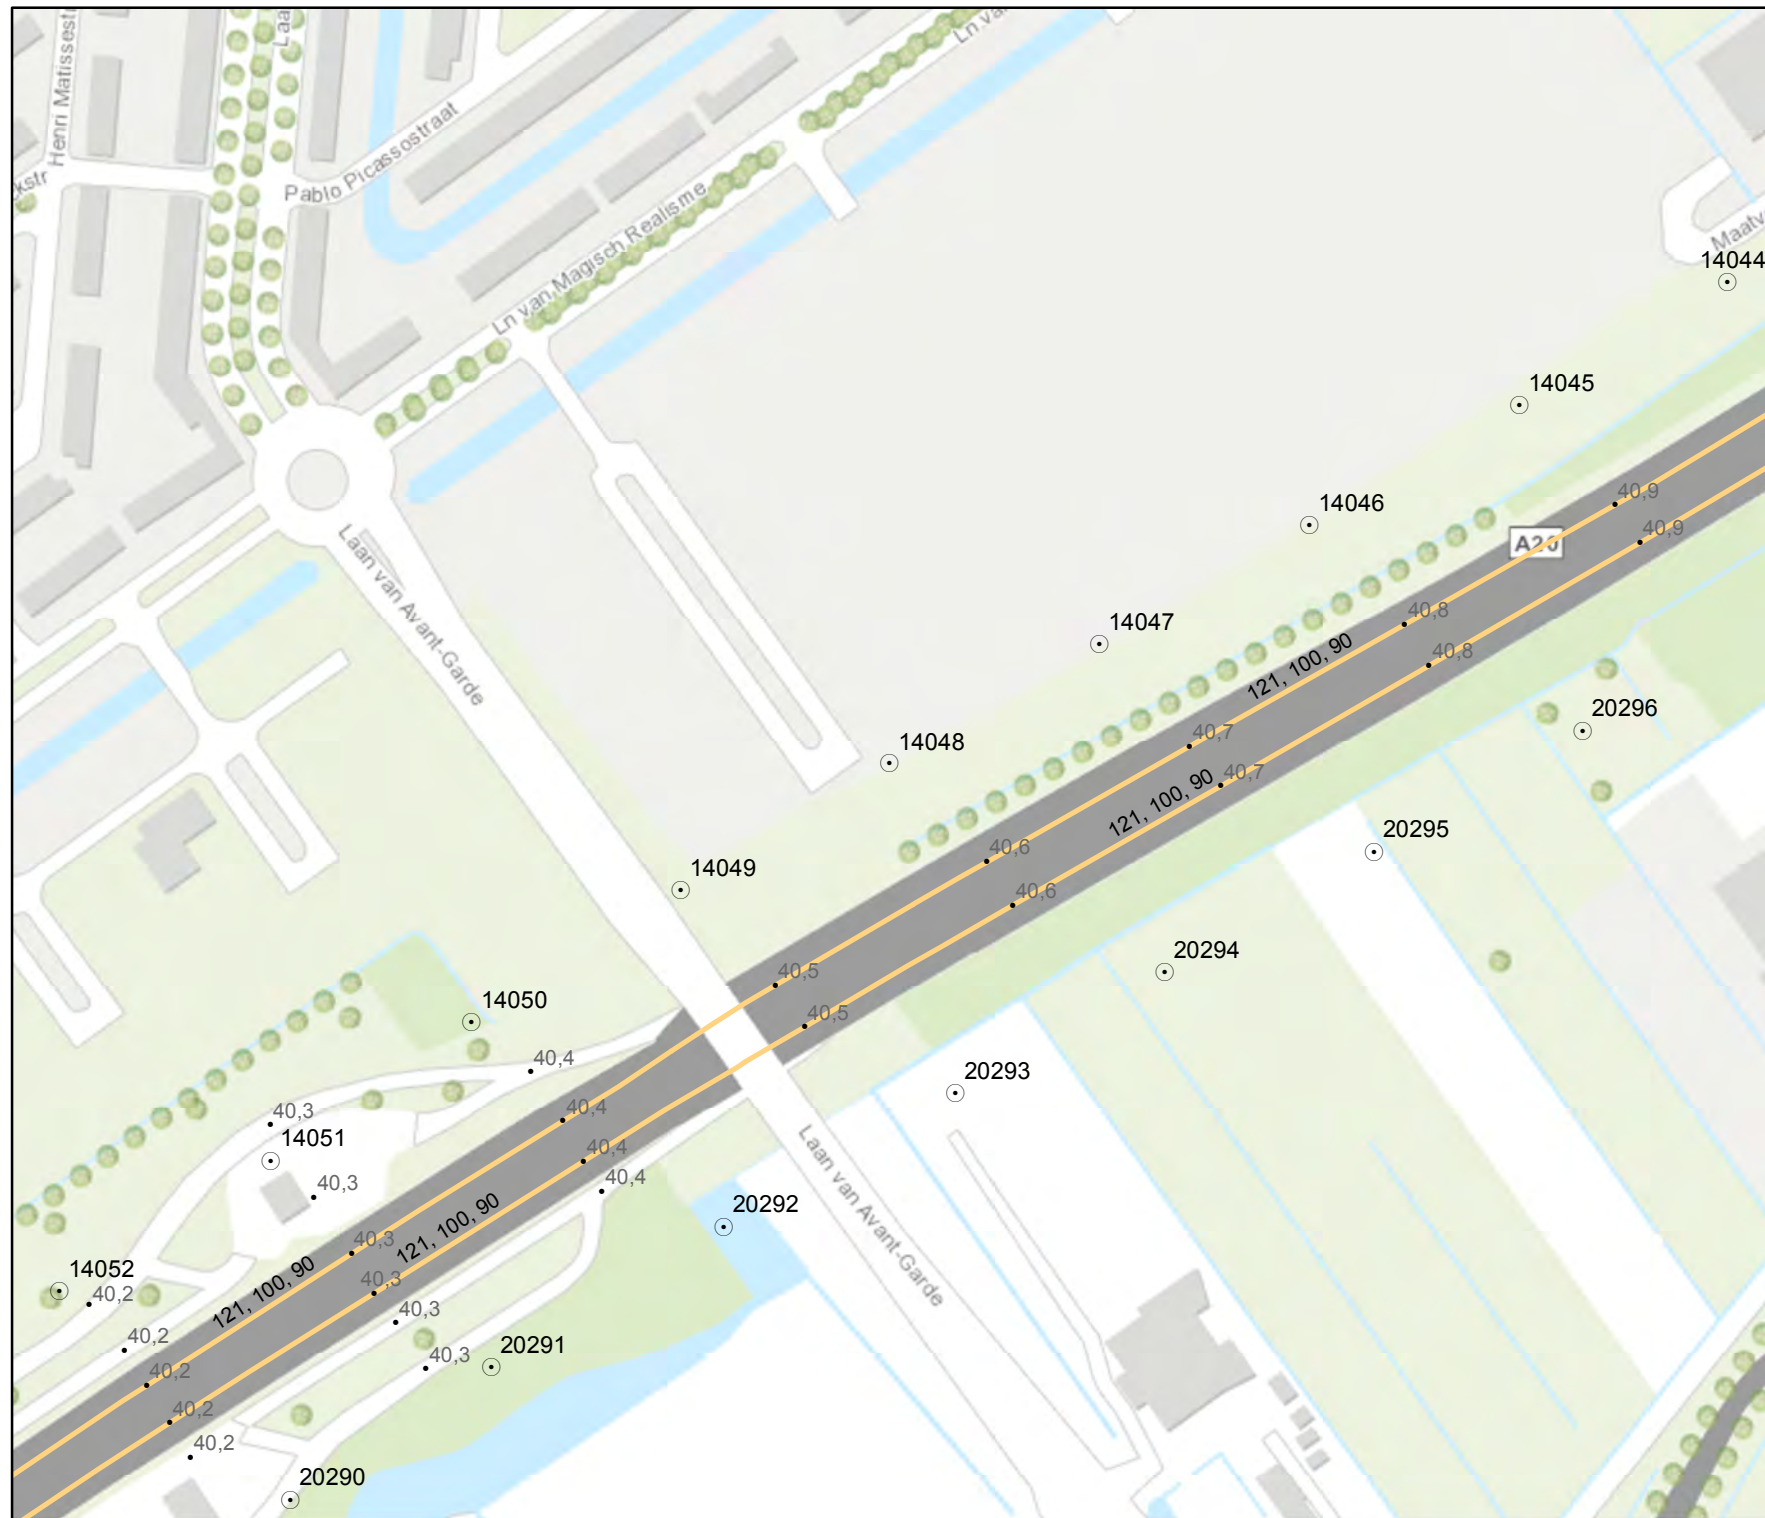 Henri Matissestr
Laa
Ln va
kstr
Pablo Picassostraat
Ln van Magisch Realisme
Maatv
14044
14045
14046
40,9
A20
40,9
Laan van Avant-Garde
14047
40,8
121, 100, 90
40,8
20296
14048
40,7
40,7
121, 100, 90
20295
14049
40,6
40,6
20294
40,5
14050
40,5
40,4
20293
40,3
40,4
14051
40,4
40,3
40,4
Laan van Avant-Garde
20292
121, 100, 90
40,3
14052
121, 100, 90
40,3
40,2
40,3
40,2
20291
40,3
40,2
40,2
40,2
20290